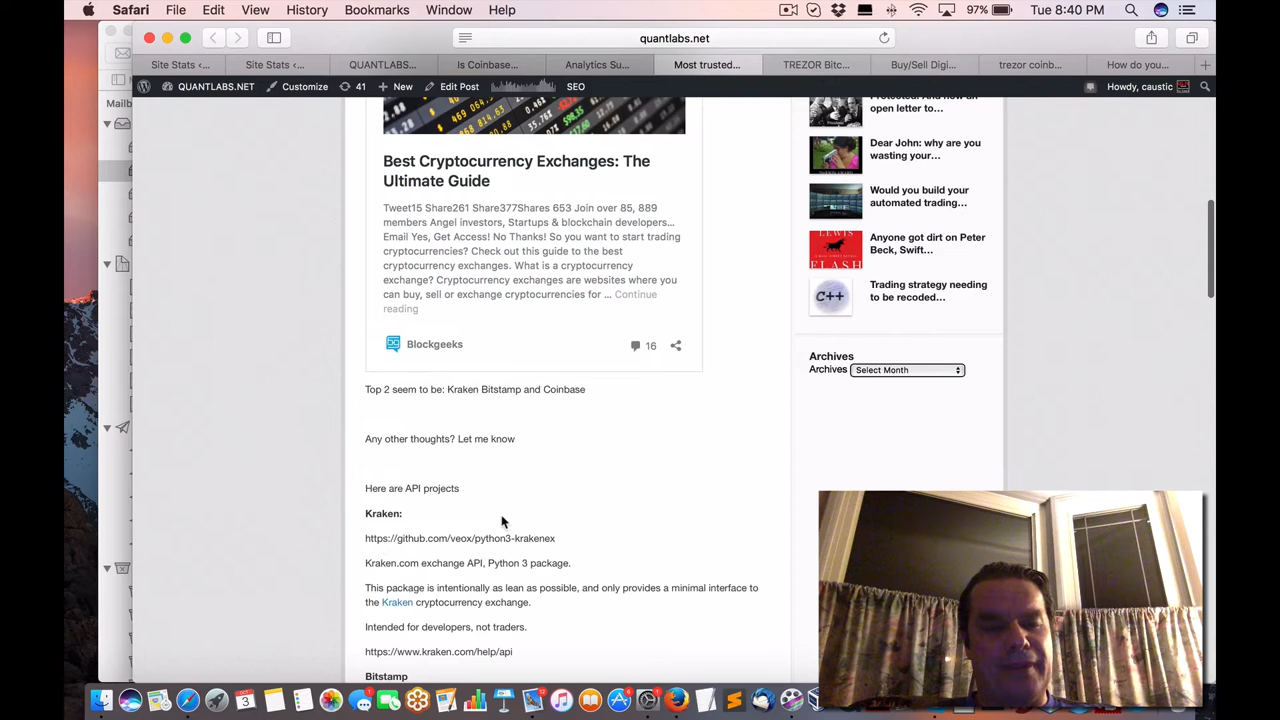 Safari File Edit View History Bookmarks Window Help 97% Tue 8:40 PM
quantlabs.net
Site Stats <... Site Stats <... QUANTLABS... Is Coinbase... Analytics Su... Most trusted... TREZOR Bitc... Buy/Sell Digi... trezor coinb... How do you...
QUANTLABS.NET Customize 41 New Edit Post SEO Howdy, caustic
Mailb
open letter to...
Dear John: why are you
wasting your...
Would you build your
automated trading...
Anyone got dirt on Peter
Beck, Swift...
LEWIS
FLASH
Trading strategy needing
to be recoded...
C++
Archives
Archives Select Month
Best Cryptocurrency Exchanges: The
Ultimate Guide
Tweet15 Share261 Share377Shares 653 Join over 85, 889
members Angel investors, Startups & blockchain developers...
Email Yes, Get Access! No Thanks! So you want to start trading
cryptocurrencies? Check out this guide to the best
cryptocurrency exchanges. What is a cryptocurrency
exchange? Cryptocurrency exchanges are websites where you
can buy, sell or exchange cryptocurrencies for ... Continue
reading
Blockgeeks 16
Top 2 seem to be: Kraken Bitstamp and Coinbase
Any other thoughts? Let me know
Here are API projects
Kraken:
https://github.com/veox/python3-krakenex
Kraken.com exchange API, Python 3 package.
This package is intentionally as lean as possible, and only provides a minimal interface to
the Kraken cryptocurrency exchange.
Intended for developers, not traders.
https://www.kraken.com/help/api
Bitstamp